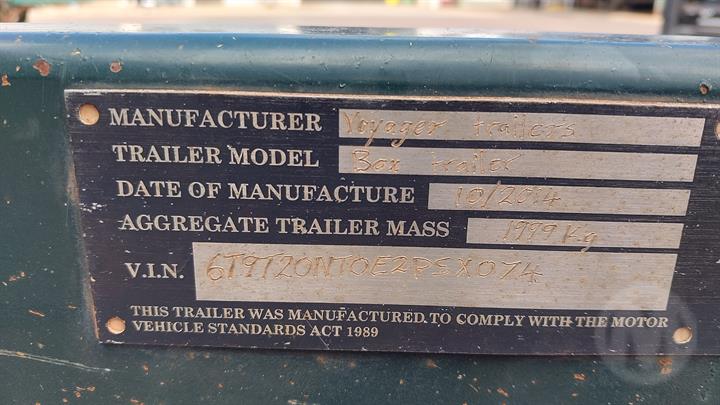 MANUFACTURER Voyager trailers
TRAILER MODEL Box trailer
DATE OF MANUFACTURE 10/2014
AGGREGATE TRAILER MASS 1999 Kg
V.I.N. 6T9T20NT0E2PSX074
THIS TRAILER WAS MANUFACTURED TO COMPLY WITH THE MOTOR
VEHICLE STANDARDS ACT 1989